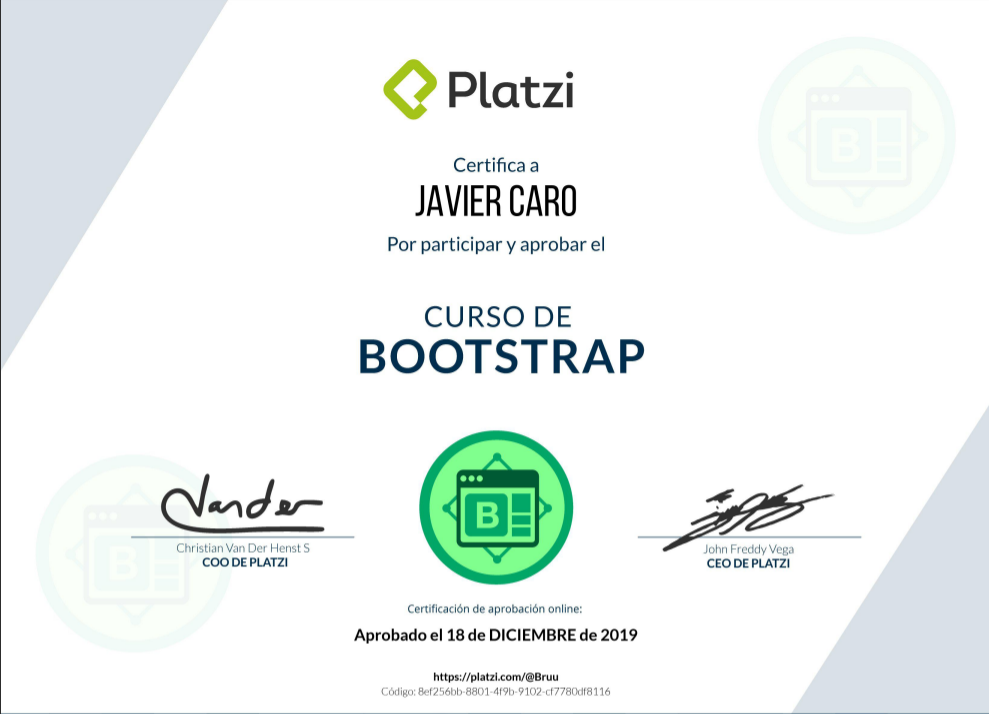 Platzi
Certifica a
JAVIER CARO
Por participar y aprobar el
CURSO DE
BOOTSTRAP
B
B
Vander
B
Christian Van Der Henst S
COO DE PLATZI
John Freddy Vega
CEO DE PLATZI
Certificación de aprobación online:
Aprobado el 18 de DICIEMBRE de 2019
https://platzi.com/@Bruu
Código: 8ef256bb-8801-4f9b-9102-cf7780df8116